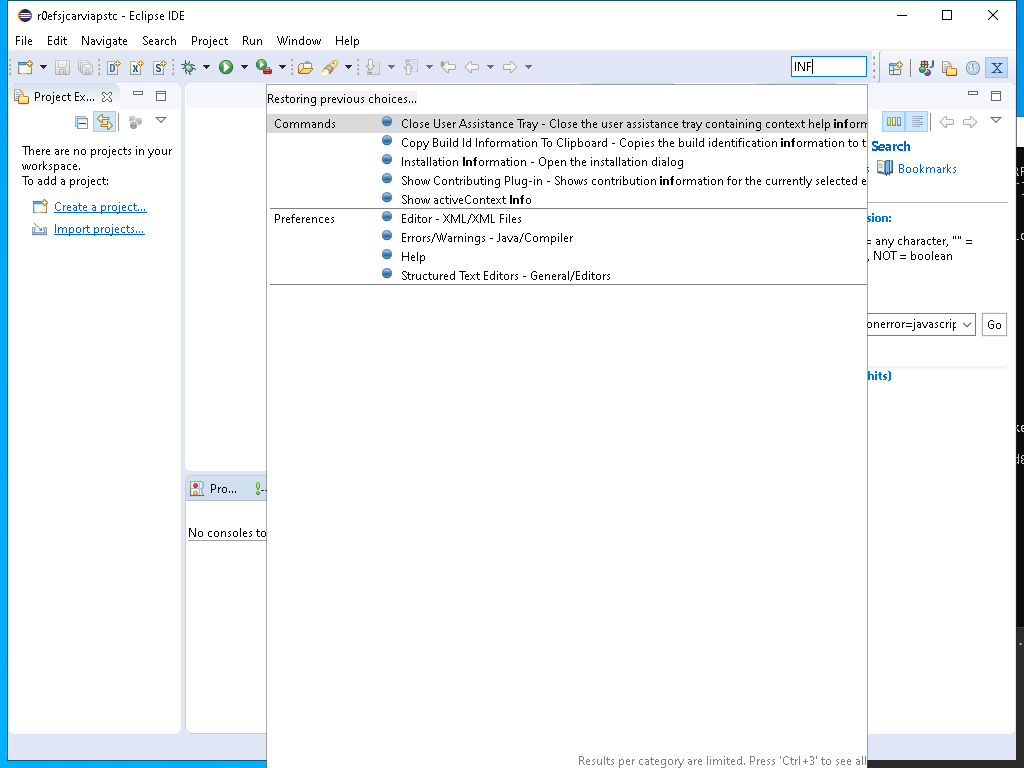 r0efsjcarviapstc - Eclipse IDE
File Edit Navigate Search Project Run Window Help
INF
Project Ex...
There are no projects in your
workspace.
To add a project:
Create a project...
Import projects...
Restoring previous choices...
Commands
Close User Assistance Tray - Close the user assistance tray containing context help inform
Copy Build Id Information To Clipboard - Copies the build identification information to t
Installation Information - Open the installation dialog
Show Contributing Plug-in - Shows contribution information for the currently selected e
Show activeContext Info
Preferences
Editor - XML/XML Files
Errors/Warnings - Java/Compiler
Help
Structured Text Editors - General/Editors
Results per category are limited. Press 'Ctrl+3' to see all
Pro...
No consoles to
Search
Bookmarks
sion:
= any character, "" =
, NOT = boolean
onerror=javascrip
Go
hits)